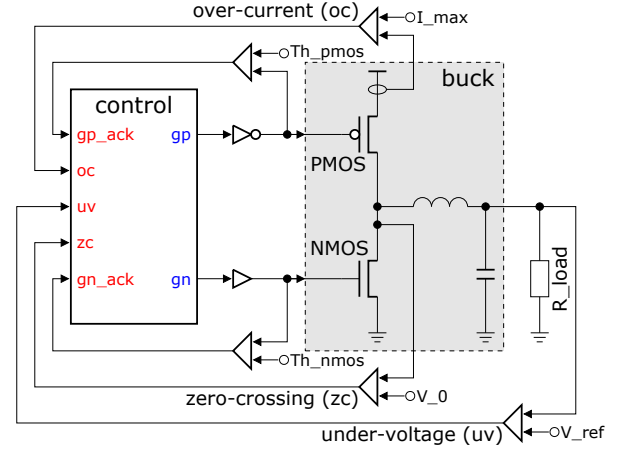 over-current (oc)
I_max
Th_pmos
buck
control
gp_ack
gp
oc
PMOS
uv
zc
NMOS
gn_ack
gn
R_load
Th_nmos
zero-crossing (zc)
V_0
under-voltage (uv)
V_ref